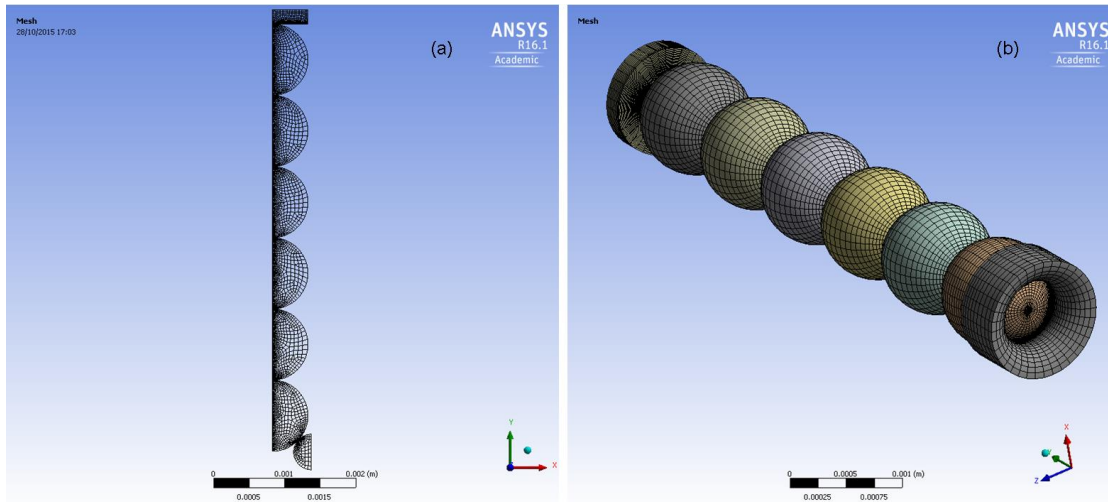 Mesh
28/10/2015 17:03
ANSYS
R16.1
Academic
(a)
Y
X
0 0.001 0.002 (m)
0.0005 0.0015
Mesh
ANSYS
R16.1
Academic
(b)
X
Z
0 0.0005 0.001 (m)
0.00025 0.00075